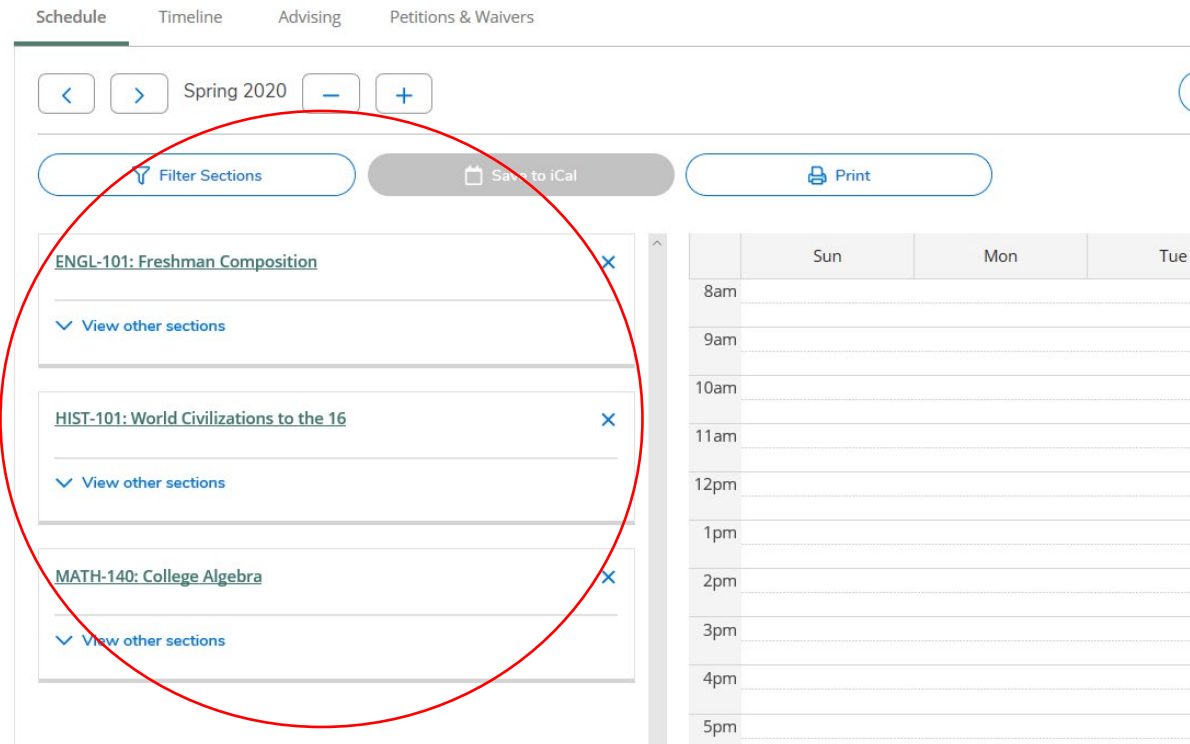 Schedule Timeline Advising Petitions & Waivers
Spring 2020
Filter Sections Save to iCal Print
ENGL-101: Freshman Composition
View other sections
HIST-101: World Civilizations to the 16
View other sections
MATH-140: College Algebra
View other sections
Sun Mon Tue
8am
9am
10am
11am
12pm
1pm
2pm
3pm
4pm
5pm